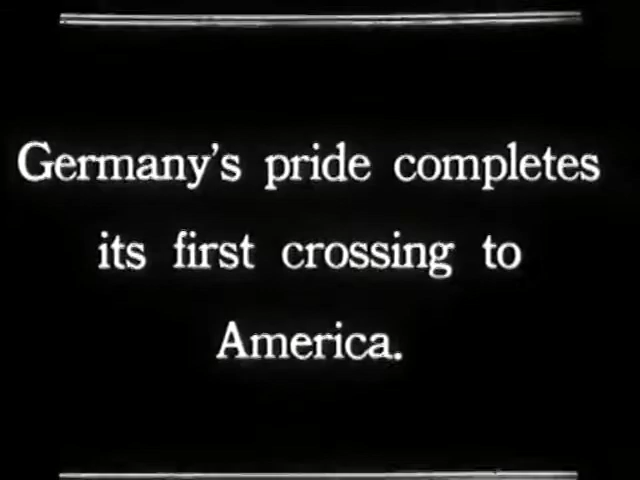 Germany's pride completes
its first crossing to
America.